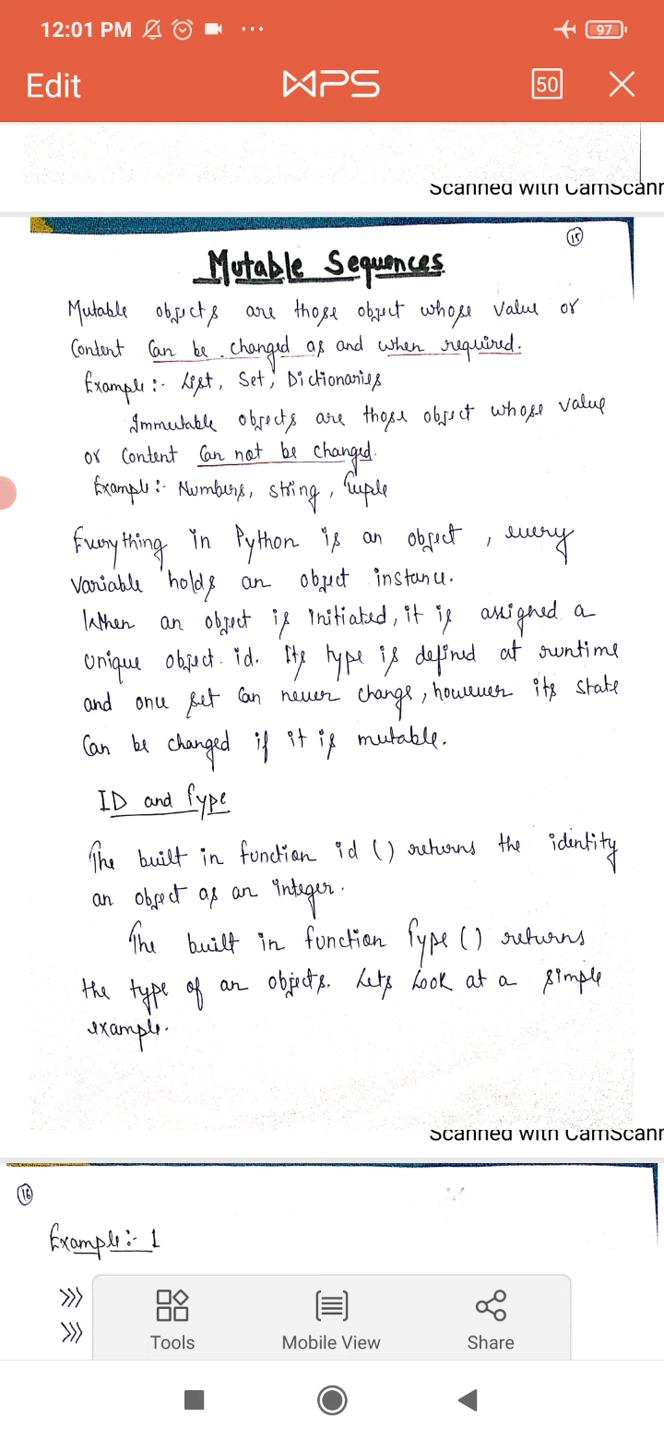 12:01 PM ... 97
Edit WPS 50
Scanned with CamScanr
15
Mutable Sequences
Mutable objects are those object whose value or
Content Can be changed as and when required.
Example :- List, Set, Dictionaries
Immutable objects are those object whose value
or Content Can not be changed.
Example :- Numbers, string, Tuple
Everything in Python is an object, every
variable holds an object instance.
When an object is initiated, it is assigned a
unique object id. Its type is defined at runtime
and once set Can never change, however its state
Can be changed if it is mutable.
ID and Type
The built in function id () returns the identity
an object as an integer.
The built in function Type () returns
the type of an objects. Lets Look at a simple
example.
Scanned with CamScanr
16
Example :- 1
>>>
>>>
Tools Mobile View Share